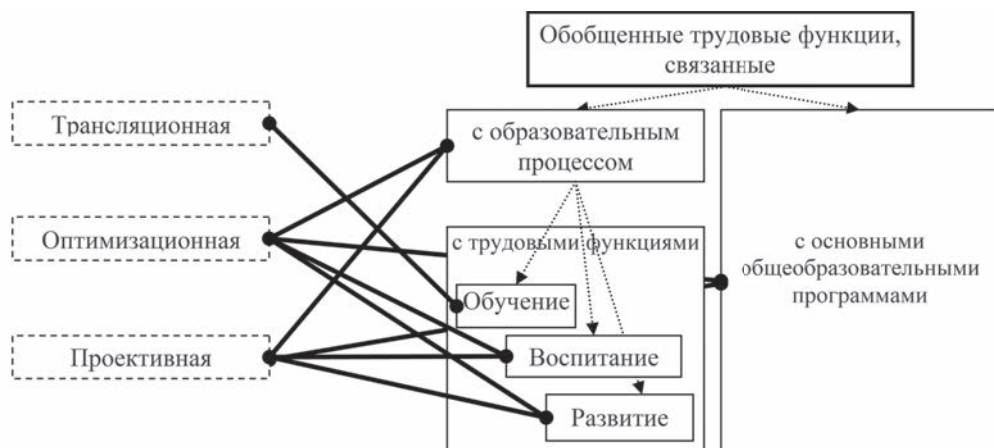 Обобщенные трудовые функции,
связанные
Трансляционная
с образовательным
процессом
Оптимизационная
с трудовыми функциями
с основными
общеобразовательными
программами
Обучение
Проективная
Воспитание
Развитие